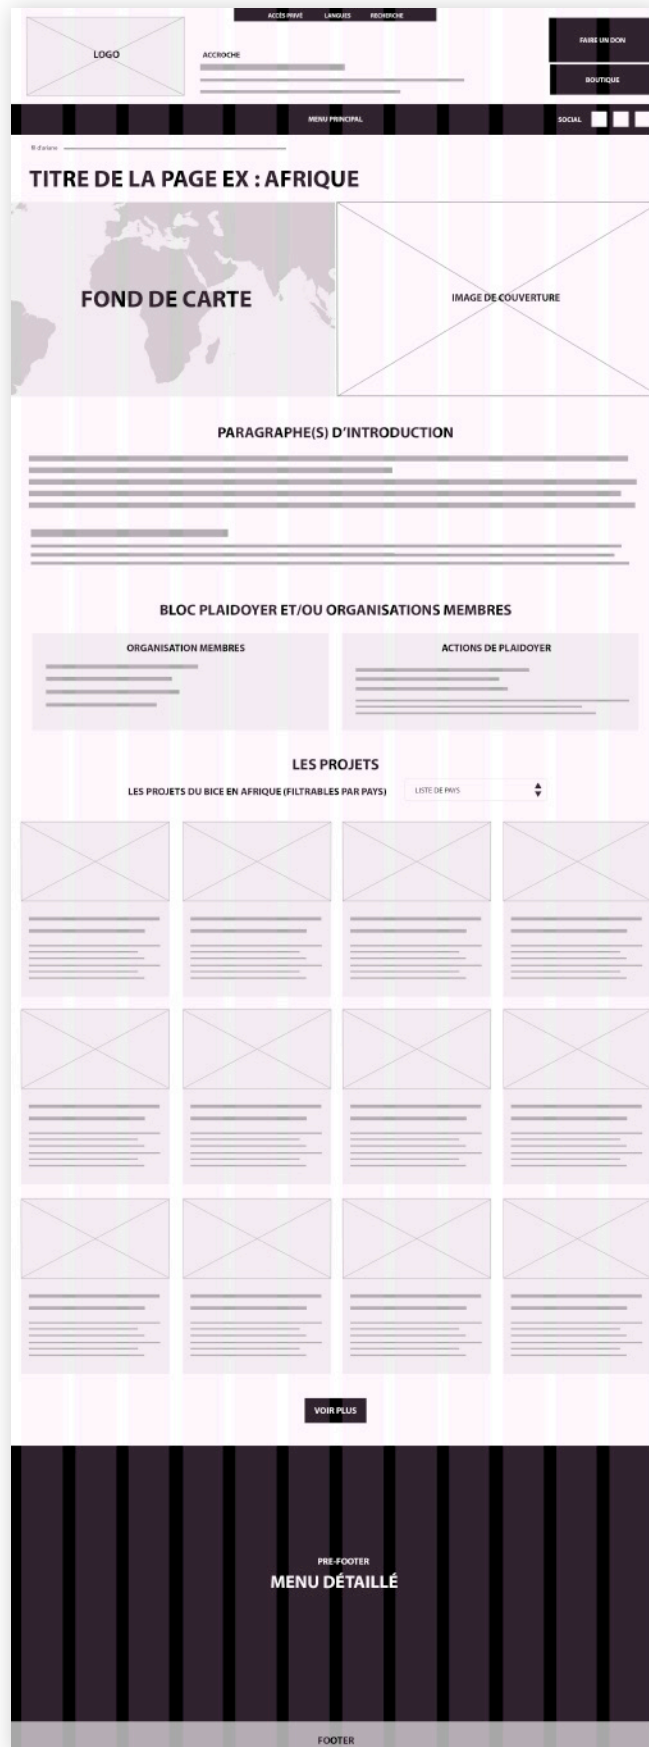 ACCÈS PRIVÉ LANGUES RECHERCHE
LOGO
ACCROCHE
FAIRE UN DON
BOUTIQUE
MENU PRINCIPAL
SOCIAL
fil d'ariane
TITRE DE LA PAGE EX : AFRIQUE
FOND DE CARTE
IMAGE DE COUVERTURE
PARAGRAPHE(S) D'INTRODUCTION
BLOC PLAIDOYER ET/OU ORGANISATIONS MEMBRES
ORGANISATION MEMBRES
ACTIONS DE PLAIDOYER
LES PROJETS
LES PROJETS DU BICE EN AFRIQUE (FILTRABLES PAR PAYS)
LISTE DE PAYS
VOIR PLUS
PRE-FOOTER
MENU DÉTAILLÉ
FOOTER